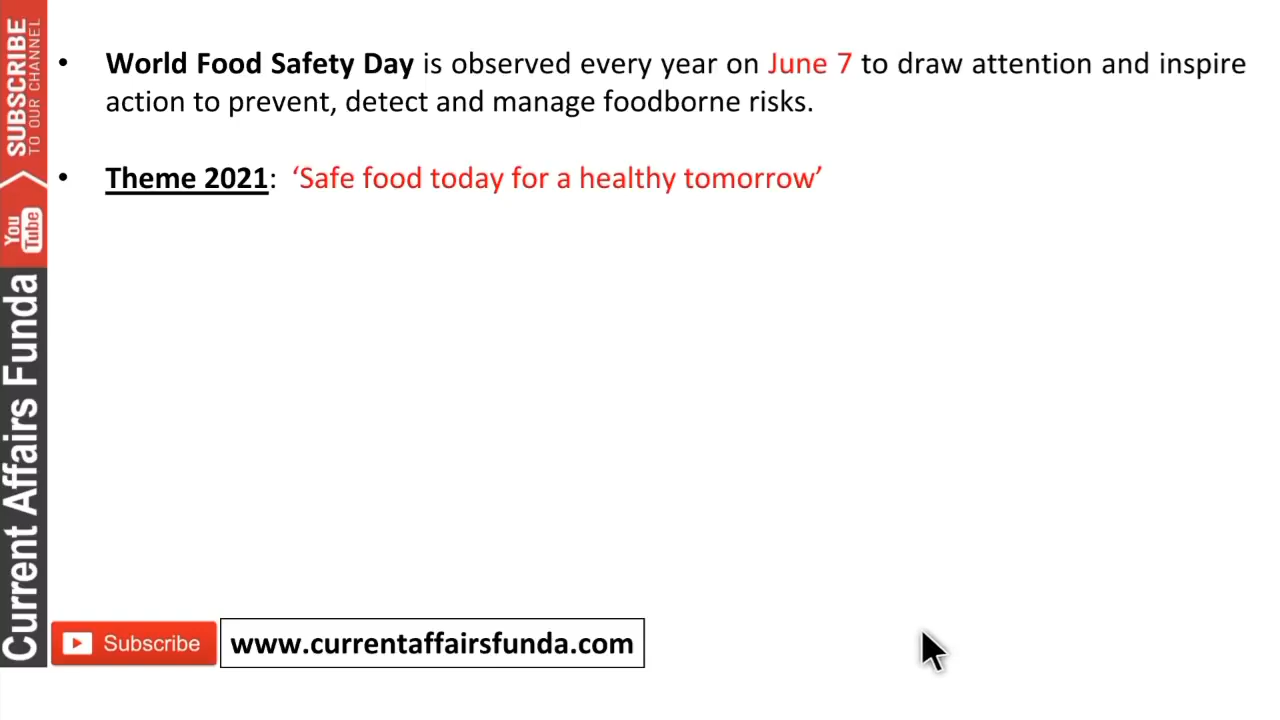 • World Food Safety Day is observed every year on June 7 to draw attention and inspire
action to prevent, detect and manage foodborne risks.
• Theme 2021: ‘Safe food today for a healthy tomorrow’
SUBSCRIBE
TO OUR CHANNEL
You
Tube
Current Affairs Funda
Subscribe
www.currentaffairsfunda.com